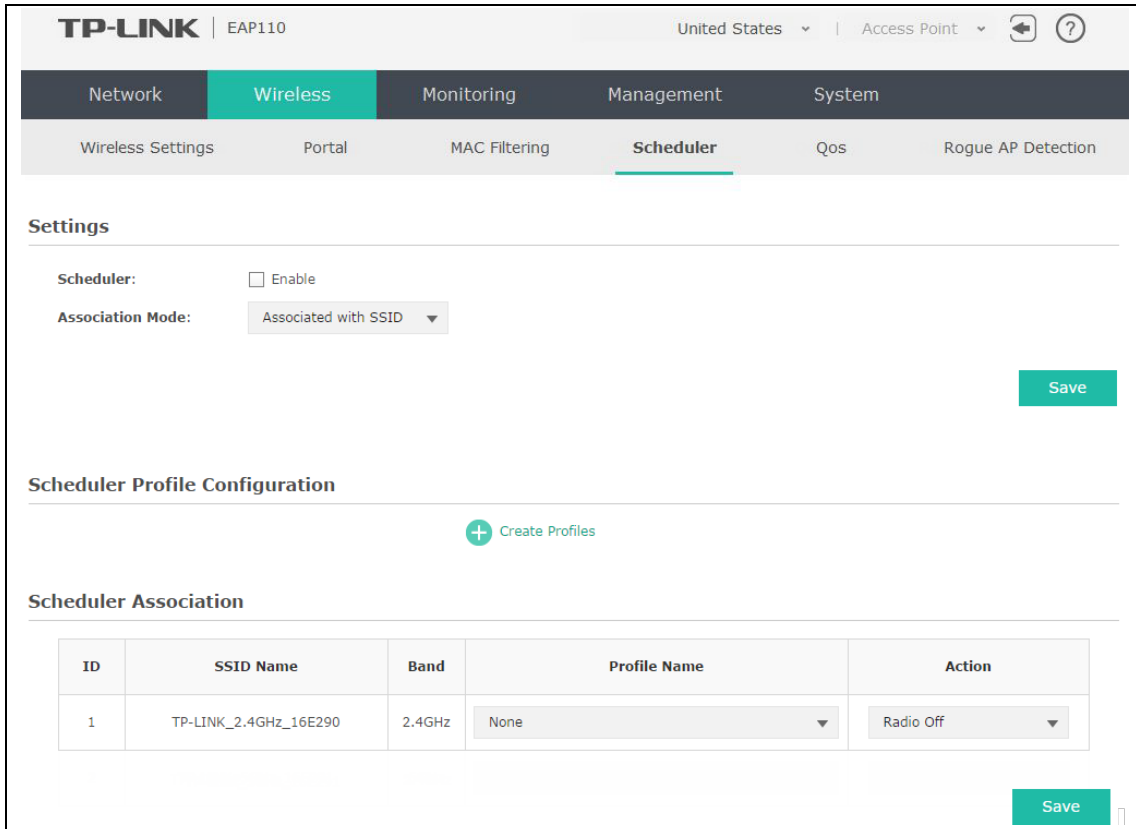 TP-LINK | EAP110 United States | Access Point ?
Network Wireless Monitoring Management System
Wireless Settings Portal MAC Filtering Scheduler Qos Rogue AP Detection
Settings
Scheduler: Enable
Association Mode: Associated with SSID
Save
Scheduler Profile Configuration
+ Create Profiles
Scheduler Association
ID SSID Name Band Profile Name Action
1 TP-LINK_2.4GHz_16E290 2.4GHz None Radio Off
Save